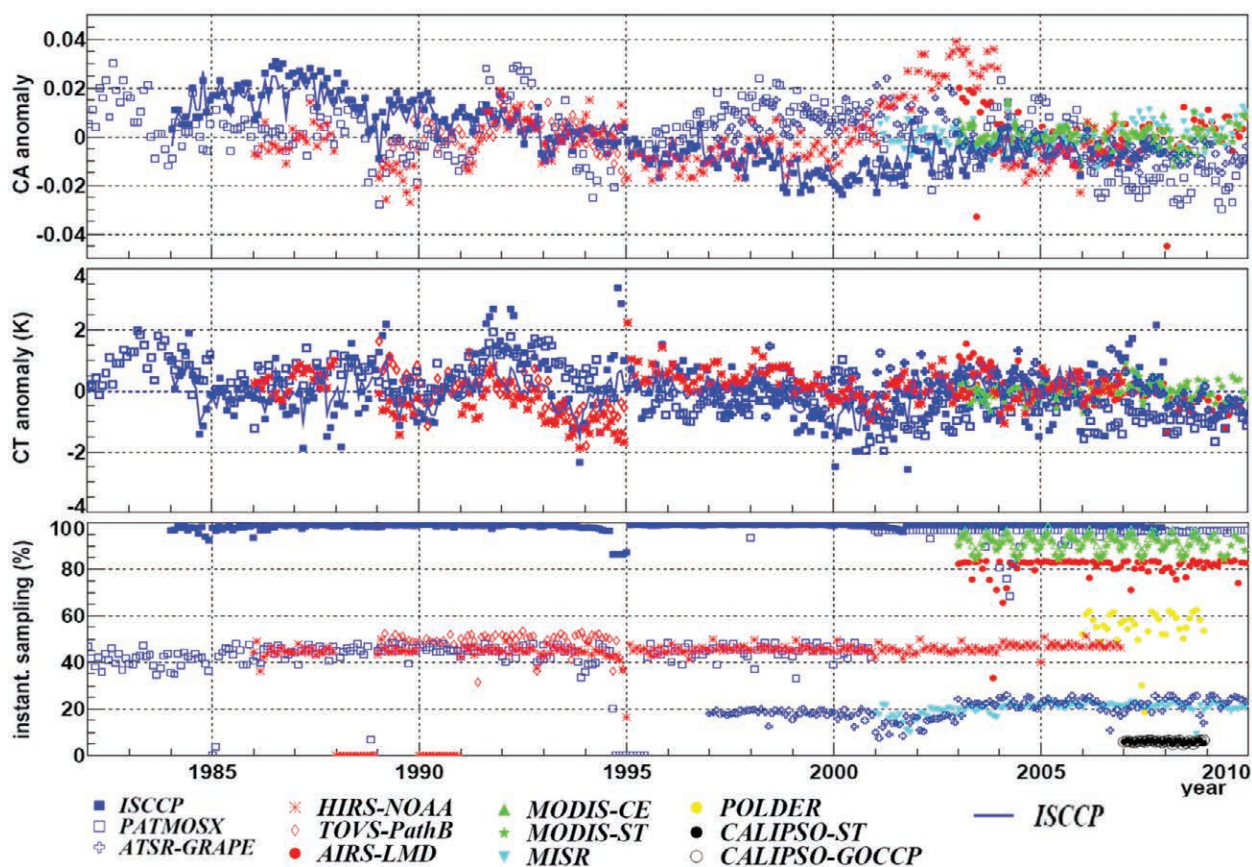 0.04
0.02
0
-0.02
-0.04
CA anomaly
4
2
0
-2
-4
CT anomaly (K)
100
80
60
40
20
0
instant. sampling (%)
1985 1990 1995 2000 2005 2010
year
ISCCP HIRS-NOAA MODIS-CE POLDER ISCCP
PATMOSX TOVS-PathB MODIS-ST CALIPSO-ST
ATSR-GRAPE AIRS-LMD MISR CALIPSO-GOCCP